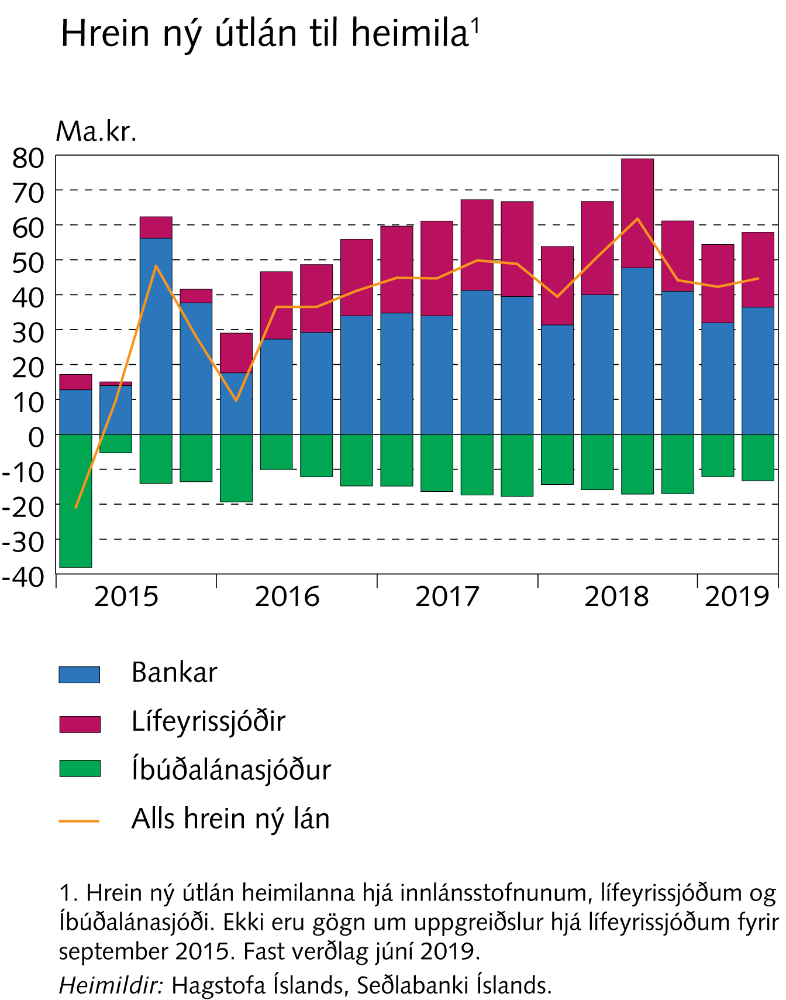 Hrein ný útlán til heimila¹
Ma.kr.
80
70
60
50
40
30
20
10
0
-10
-20
-30
-40
2015 2016 2017 2018 2019
Bankar
Lífeyrissjóðir
Íbúðalánasjóður
Alls hrein ný lán
1. Hrein ný útlán heimilanna hjá innlánsstofnunum, lífeyrissjóðum og
Íbúðalánasjóði. Ekki eru gögn um uppgreiðslur hjá lífeyrissjóðum fyrir
september 2015. Fast verðlag júní 2019.
Heimildir: Hagstofa Íslands, Seðlabanki Íslands.